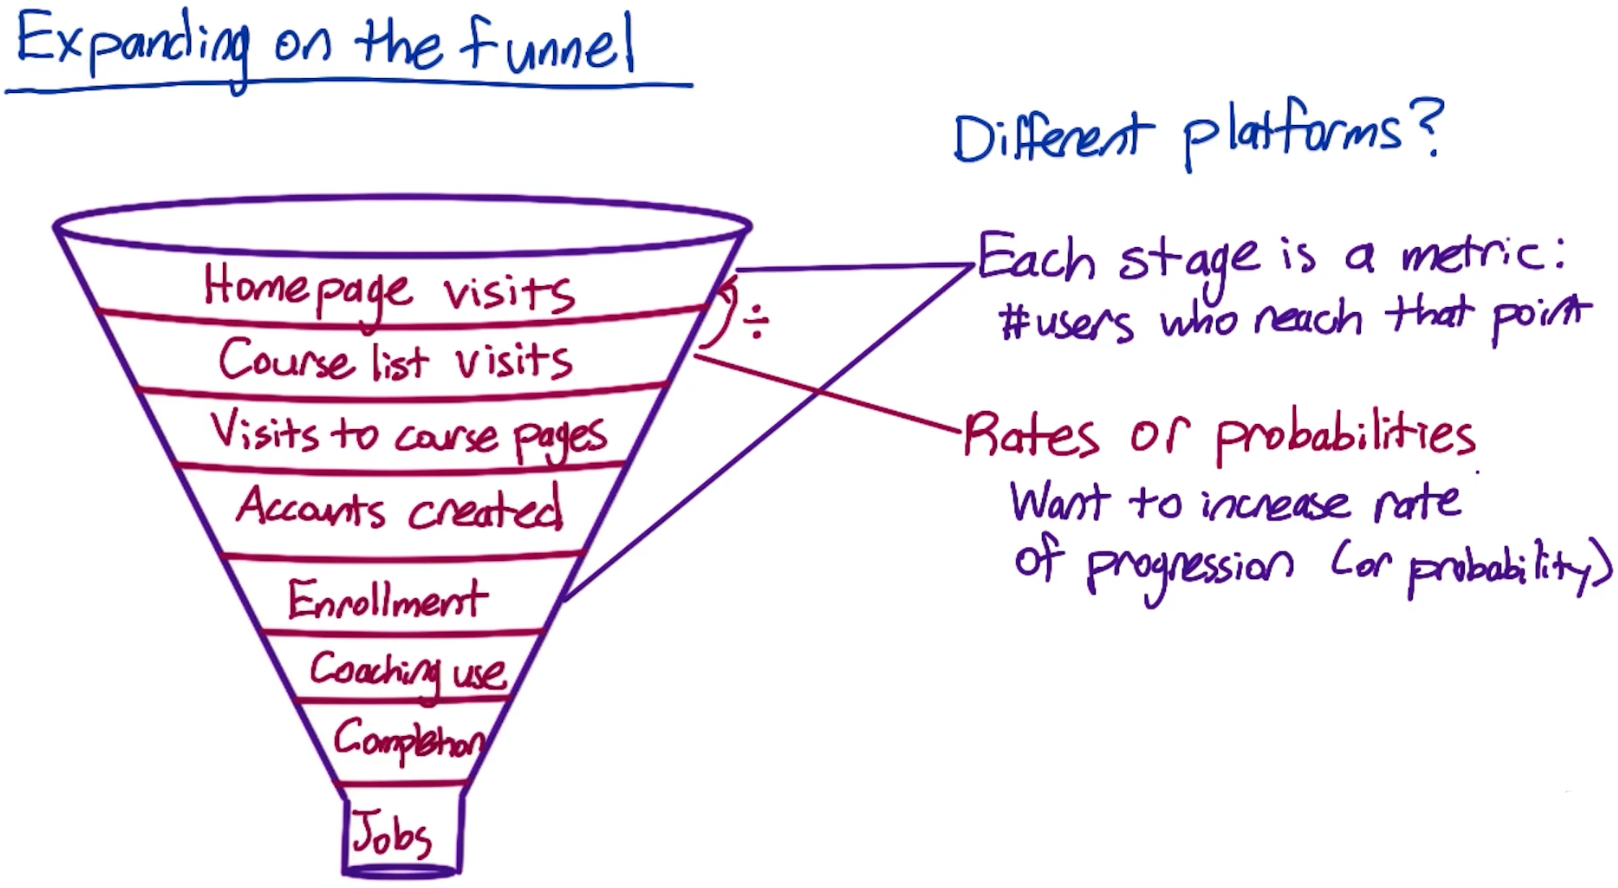 Expanding on the funnel
Different platforms?
Homepage visits
÷
Course list visits
Visits to course pages
Accounts created
Enrollment
Coaching use
Completion
Jobs
Each stage is a metric:
#users who reach that point
Rates or probabilities
Want to increase rate
of progression (or probability)